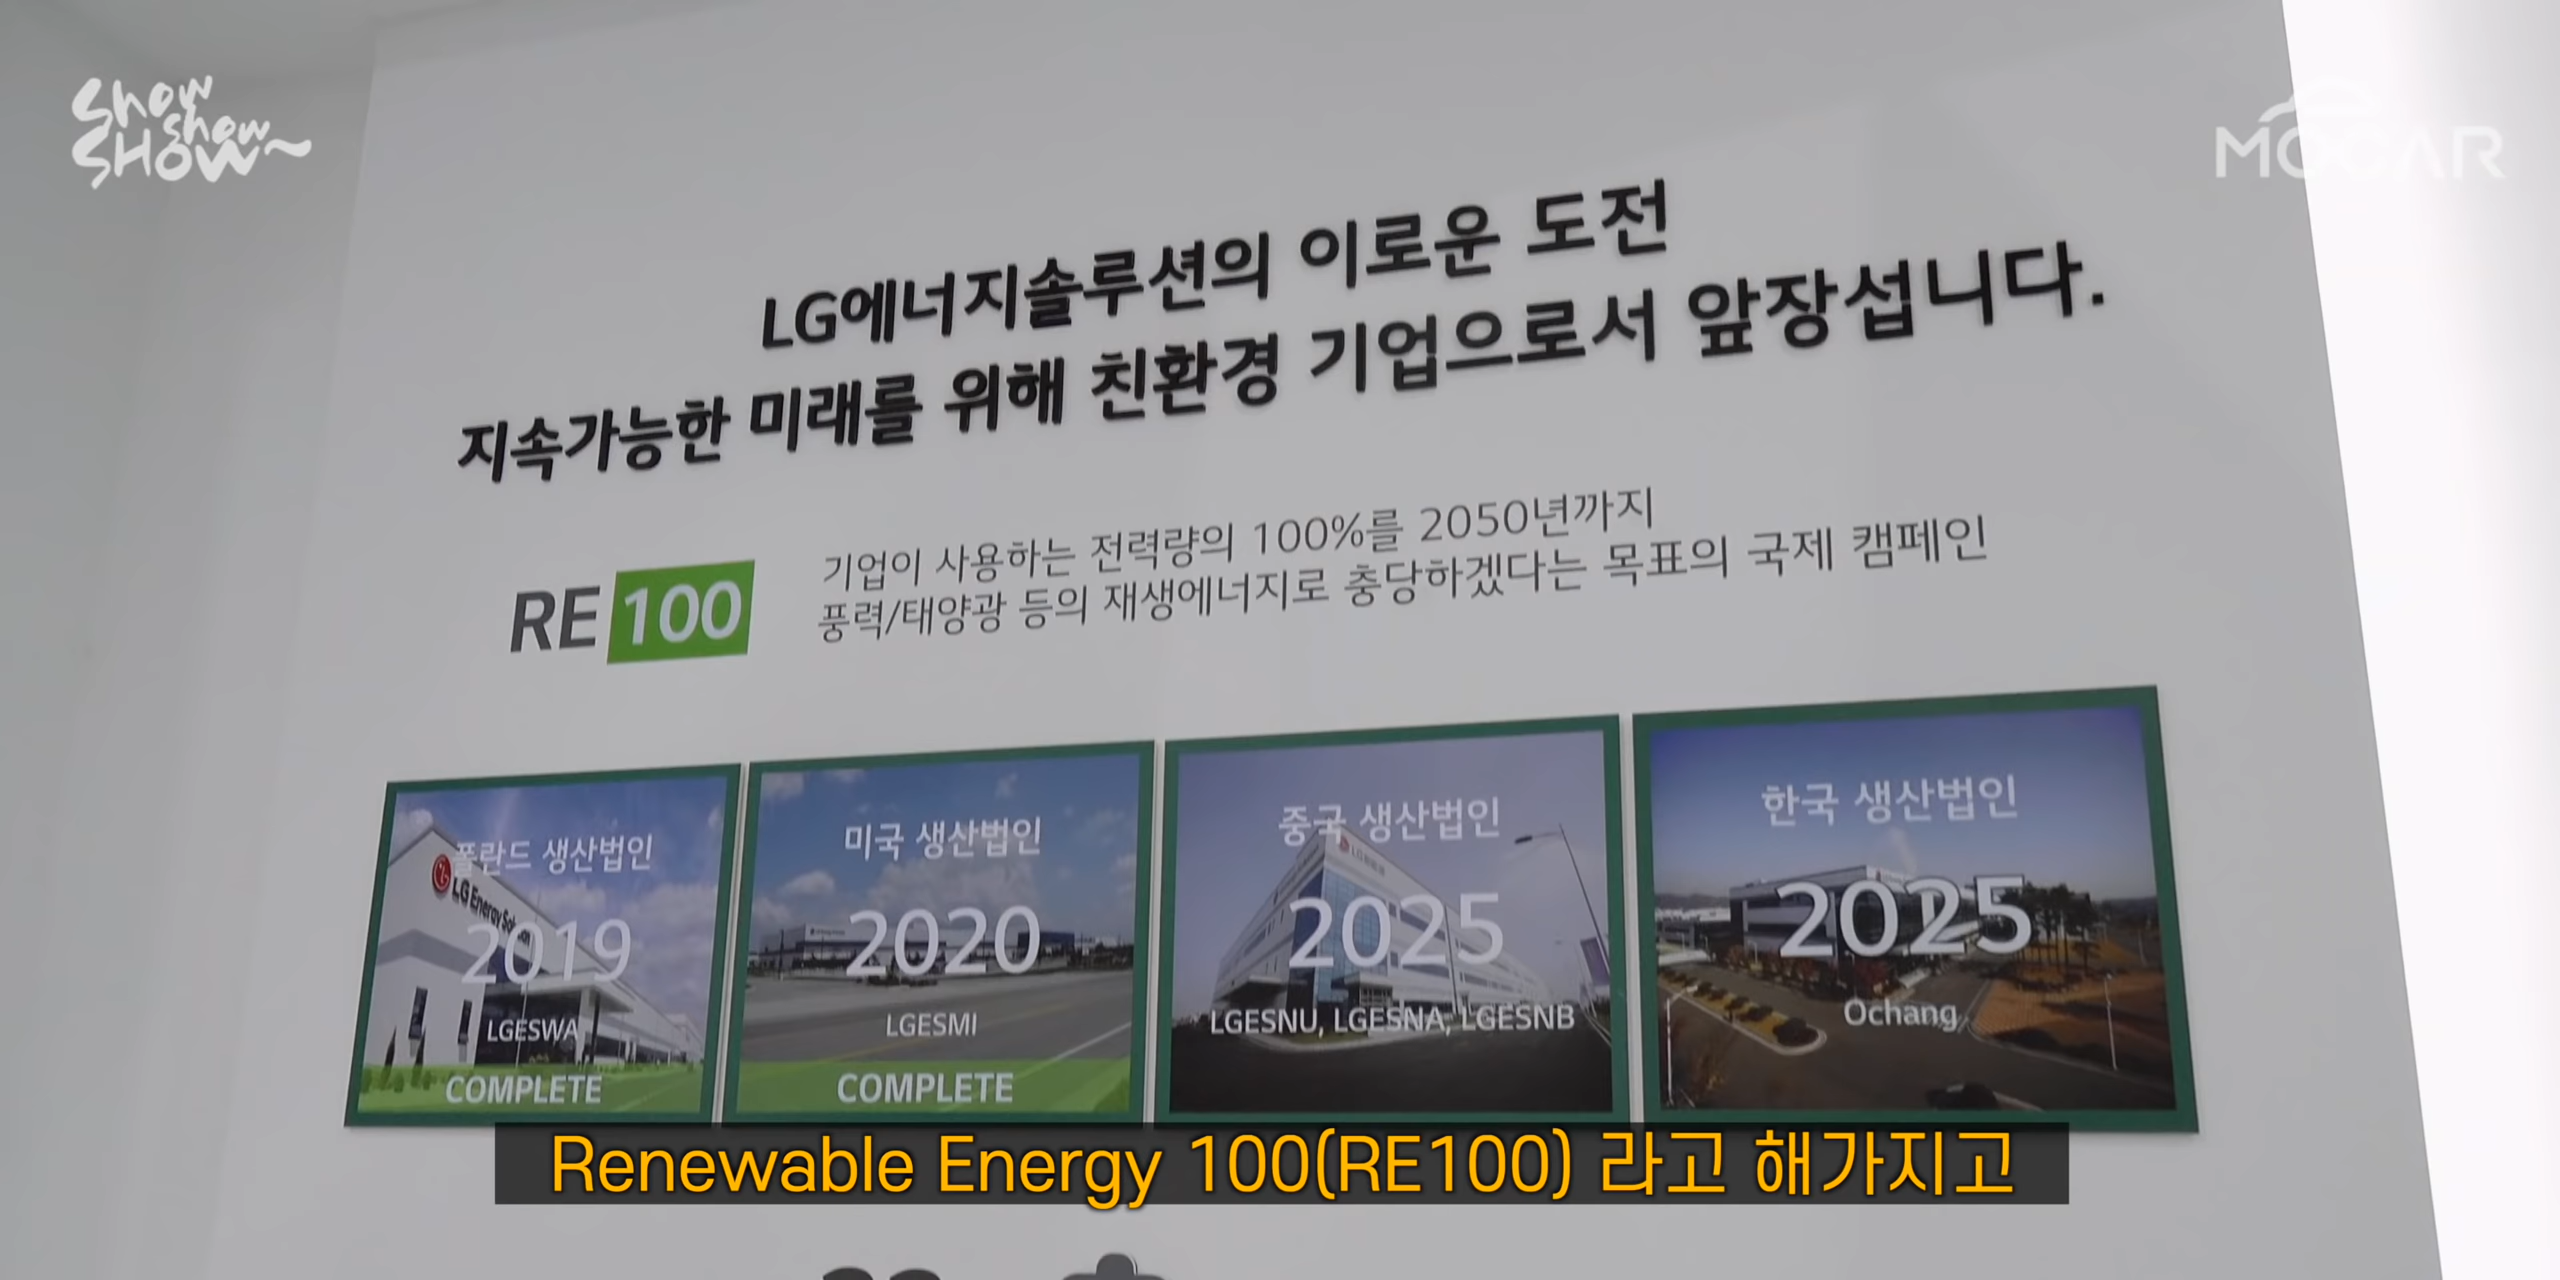 Show
show
SHOW~
MOCAR
LG에너지솔루션의 이로운 도전
지속가능한 미래를 위해 친환경 기업으로서 앞장섭니다.
RE100
기업이 사용하는 전력량의 100%를 2050년까지
풍력/태양광 등의 재생에너지로 충당하겠다는 목표의 국제 캠페인
폴란드 생산법인
LG Energy Solution
2019
LGESWA
COMPLETE
미국 생산법인
2020
LGESMI
COMPLETE
중국 생산법인
2025
LGESNU, LGESNA, LGESNB
한국 생산법인
2025
Ochang
Renewable Energy 100(RE100) 라고 해가지고